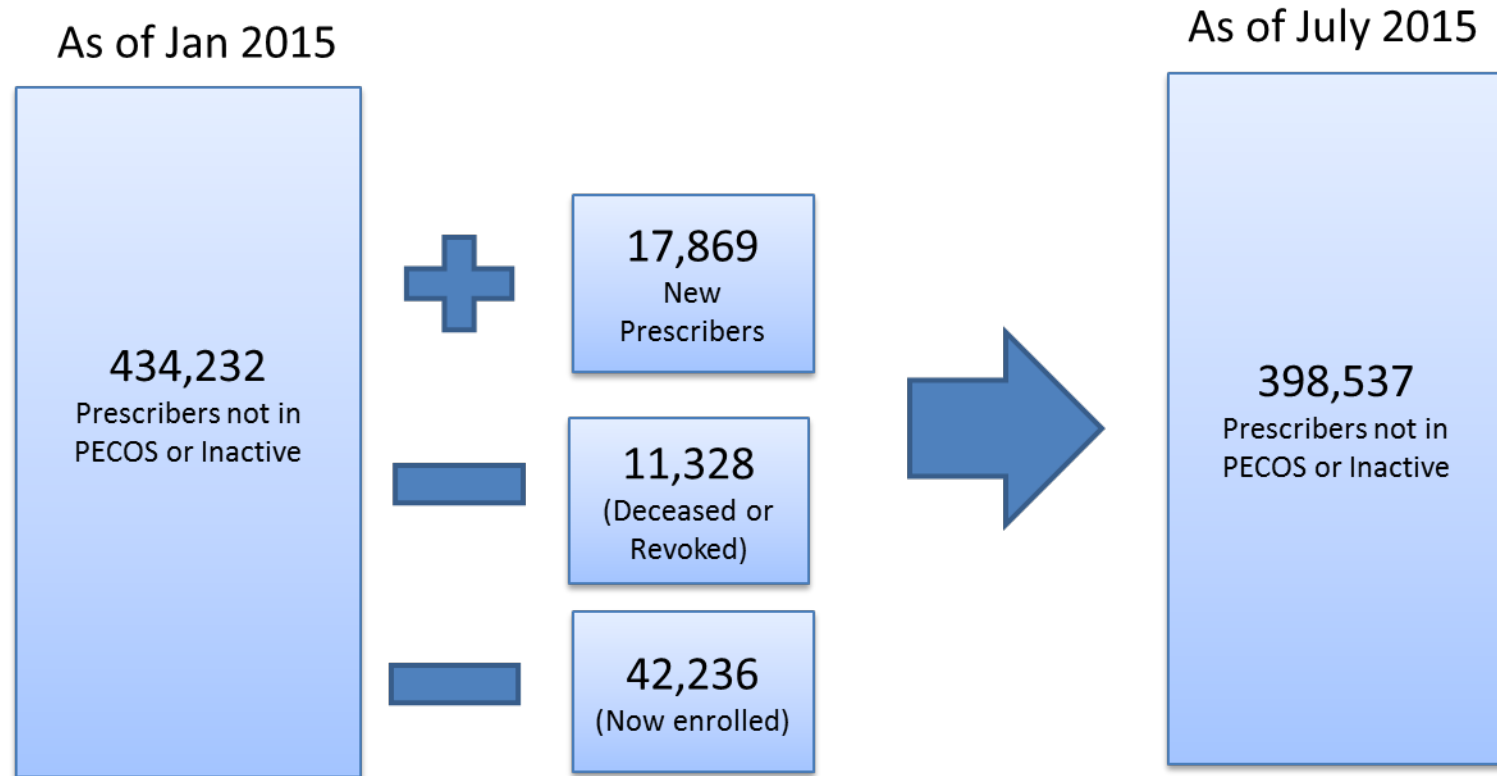 As of Jan 2015
434,232
Prescribers not in
PECOS or Inactive
17,869
New
Prescribers
11,328
(Deceased or
Revoked)
42,236
(Now enrolled)
As of July 2015
398,537
Prescribers not in
PECOS or Inactive